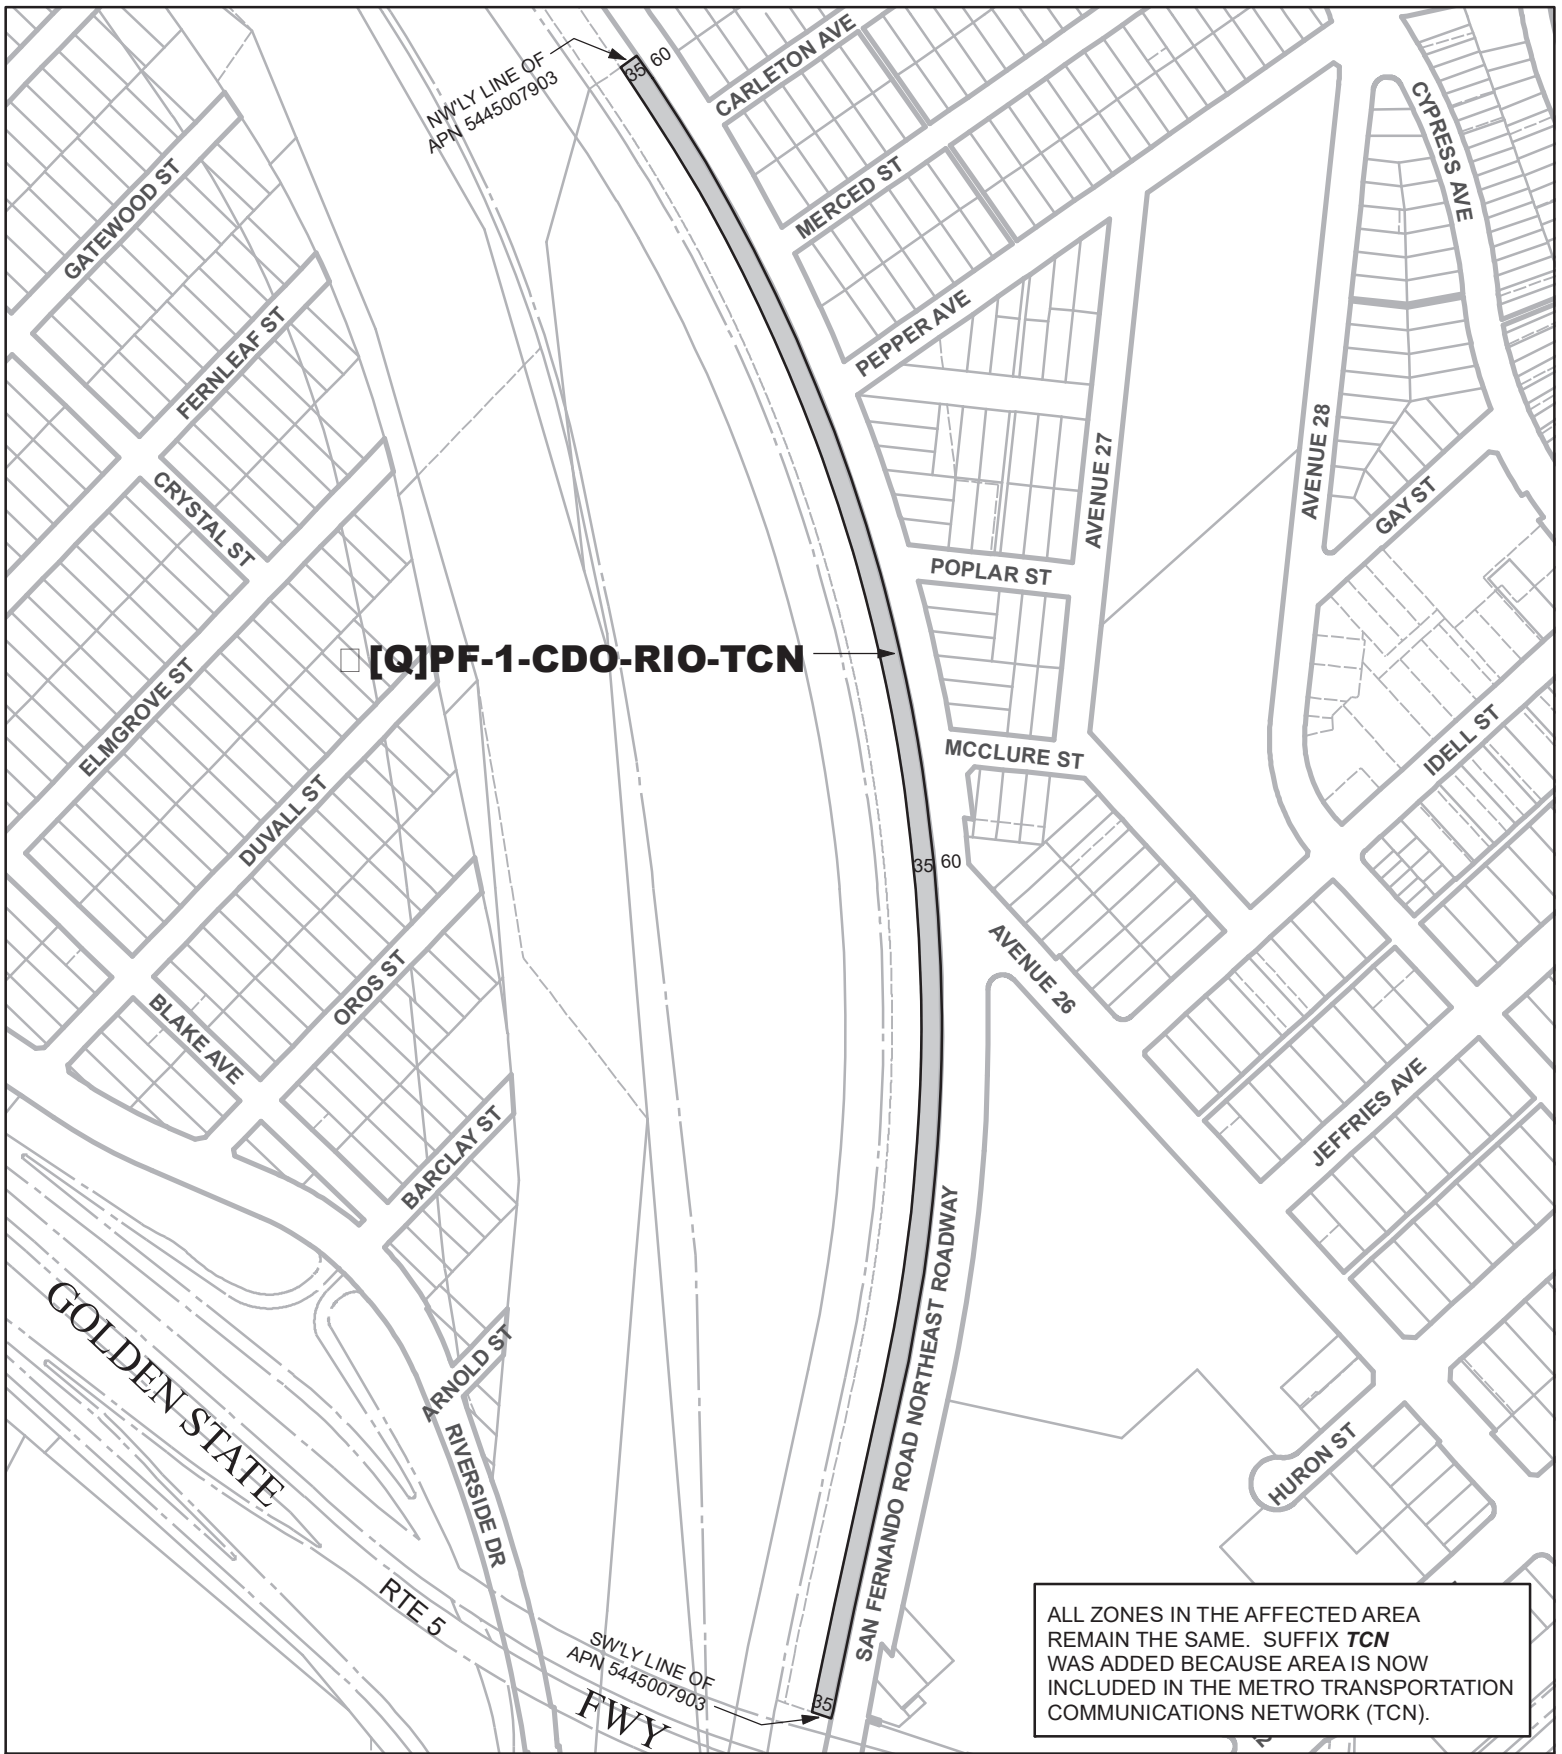 NW'LY LINE OF
APN 5445007903
35
60
CARLETON AVE
CYPRESS AVE
MERCED ST
GATEWOOD ST
PEPPER AVE
FERNLEAF ST
AVENUE 27
AVENUE 28
GAY ST
CRYSTAL ST
POPLAR ST
[Q]PF-1-CDO-RIO-TCN
ELMGROVE ST
MCCLURE ST
IDELL ST
DUVALL ST
35
60
AVENUE 26
OROS ST
BLAKE AVE
JEFFRIES AVE
BARCLAY ST
SAN FERNANDO ROAD NORTHEAST ROADWAY
GOLDEN STATE
ARNOLD ST
RIVERSIDE DR
HURON ST
RTE 5
SW'LY LINE OF
APN 5445007903
35
FWY
ALL ZONES IN THE AFFECTED AREA
REMAIN THE SAME. SUFFIX TCN
WAS ADDED BECAUSE AREA IS NOW
INCLUDED IN THE METRO TRANSPORTATION
COMMUNICATIONS NETWORK (TCN).